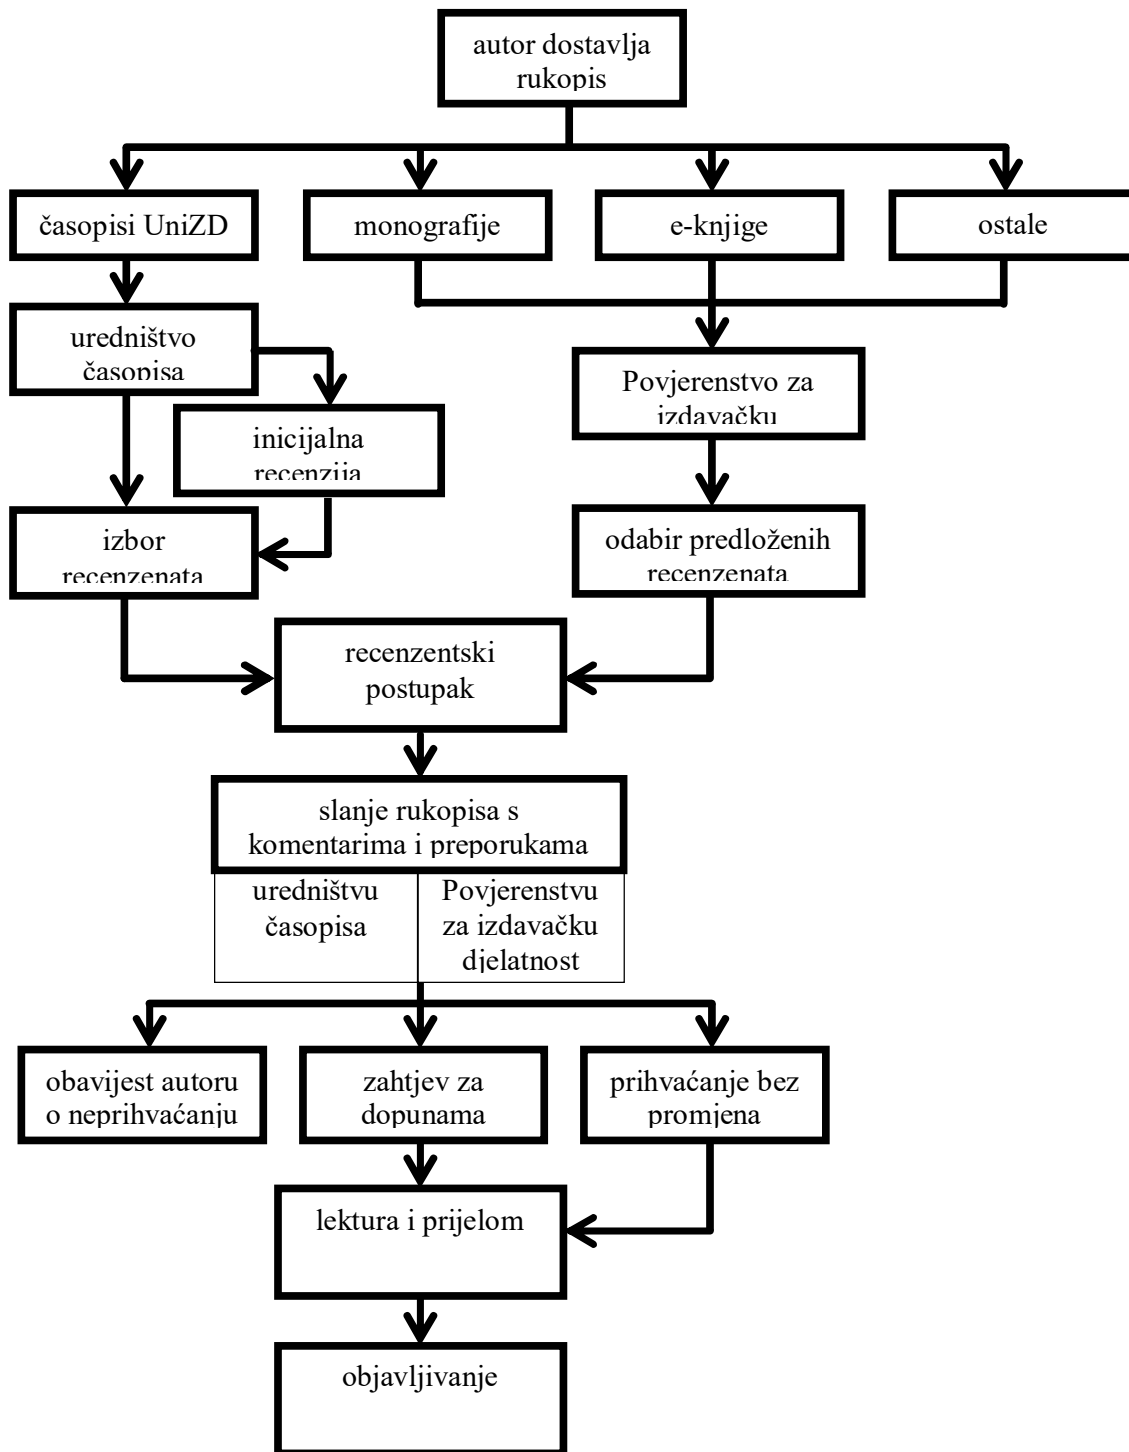 autor dostavlja
rukopis
časopisi UniZD
monografije
e-knjige
ostale
uredništvo
časopisa
inicijalna
recenzija
Povjerenstvo za
izdavačku
izbor
recenzenata
odabir predloženih
recenzenata
recenzentski
postupak
slanje rukopisa s
komentarima i preporukama
uredništvu
časopisa
Povjerenstvu
za izdavačku
djelatnost
obavijest autoru
o neprihvaćanju
zahtjev za
dopunama
prihvaćanje bez
promjena
lektura i prijelom
objavljivanje